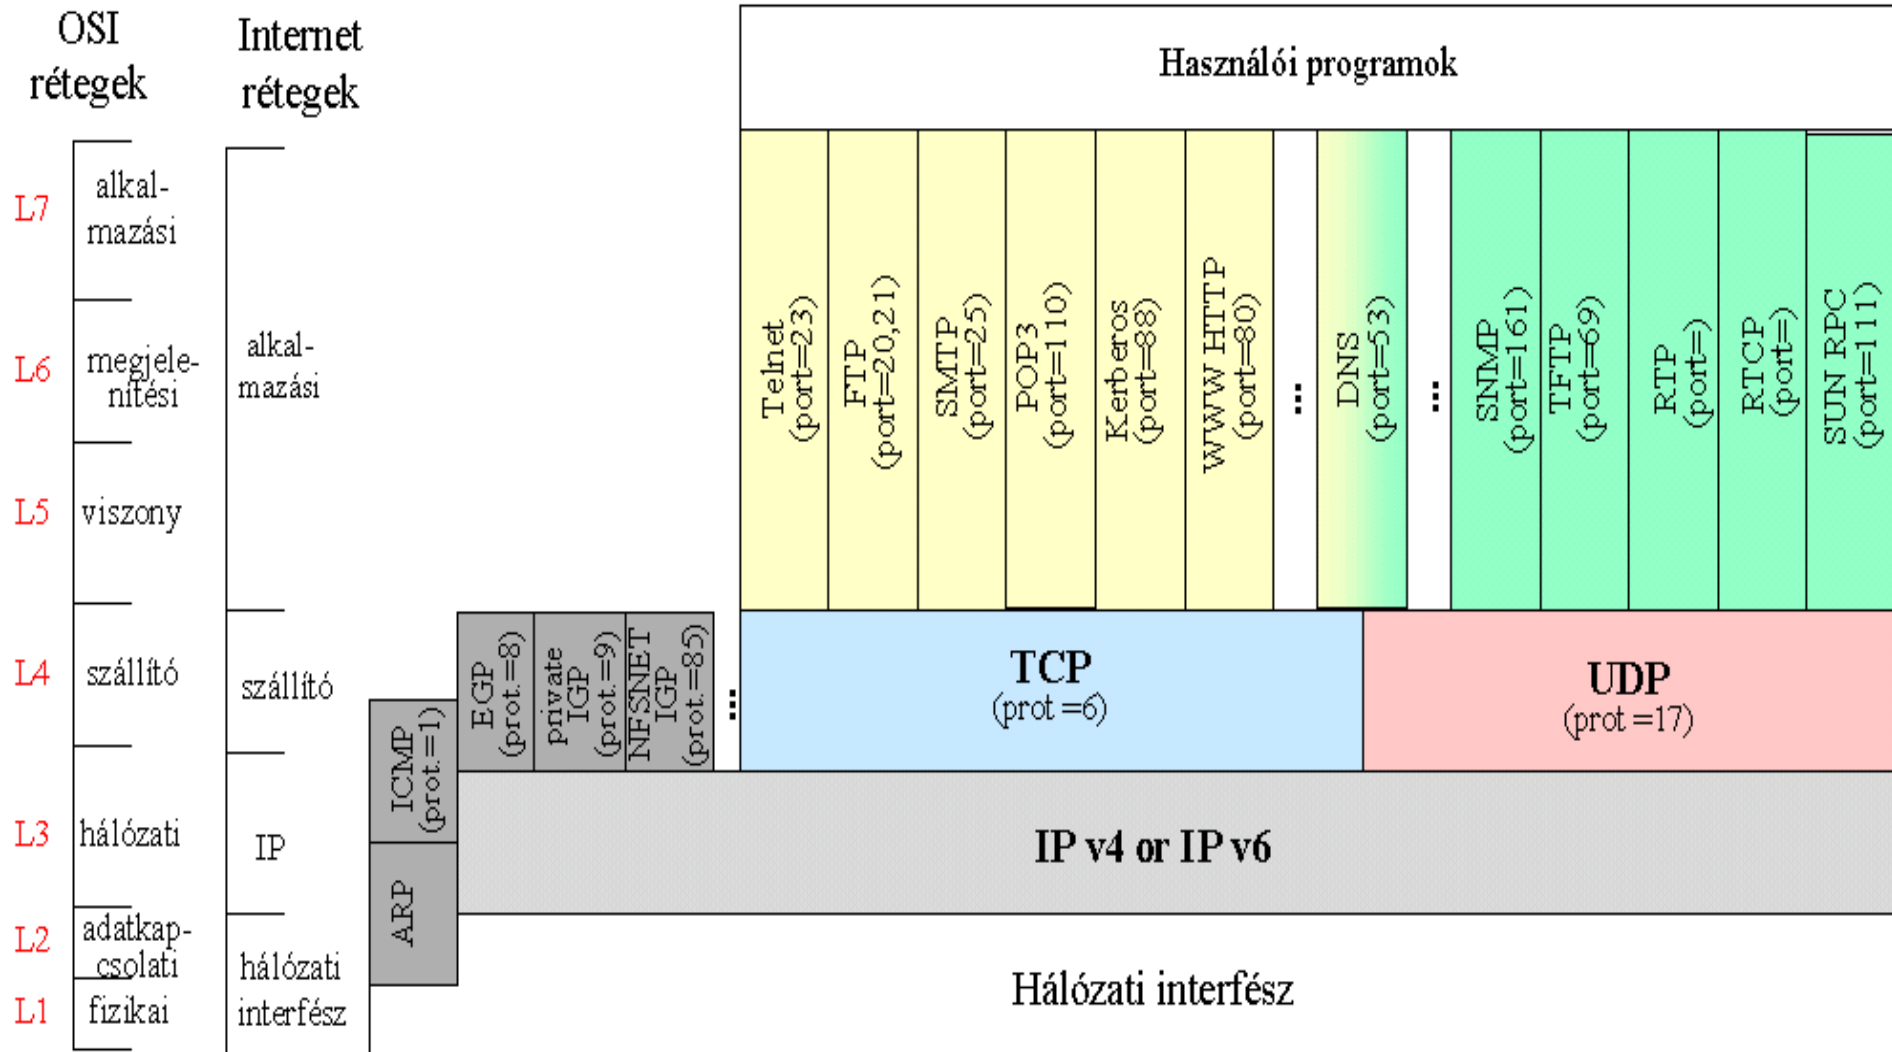 OSI
rétegek
Internet
rétegek
Használói programok
L7
alkal-
mazási
L6
megjele-
nítési
L5
viszony
L4
szállító
L3
hálózati
L2
adatkap-
csolati
L1
fizikai
alkal-
mazási
szállító
IP
hálózati
interfész
Telnet
(port=23)
FTP
(port=20,21)
SMTP
(port=25)
POP3
(port=110)
Kerberos
(port=88)
WWW HTTP
(port=80)
...
DNS
(port=53)
...
SNMP
(port=161)
TFTP
(port=69)
RTP
(port=)
RTCP
(port=)
SUN RPC
(port=111)
ICMP
(prot.=1)
ARP
EGP
(prot.=8)
private
IGP
(prot.=9)
NFSNET
IGP
(prot.=85)
...
TCP
(prot =6)
UDP
(prot =17)
IP v4 or IP v6
Hálózati interfész